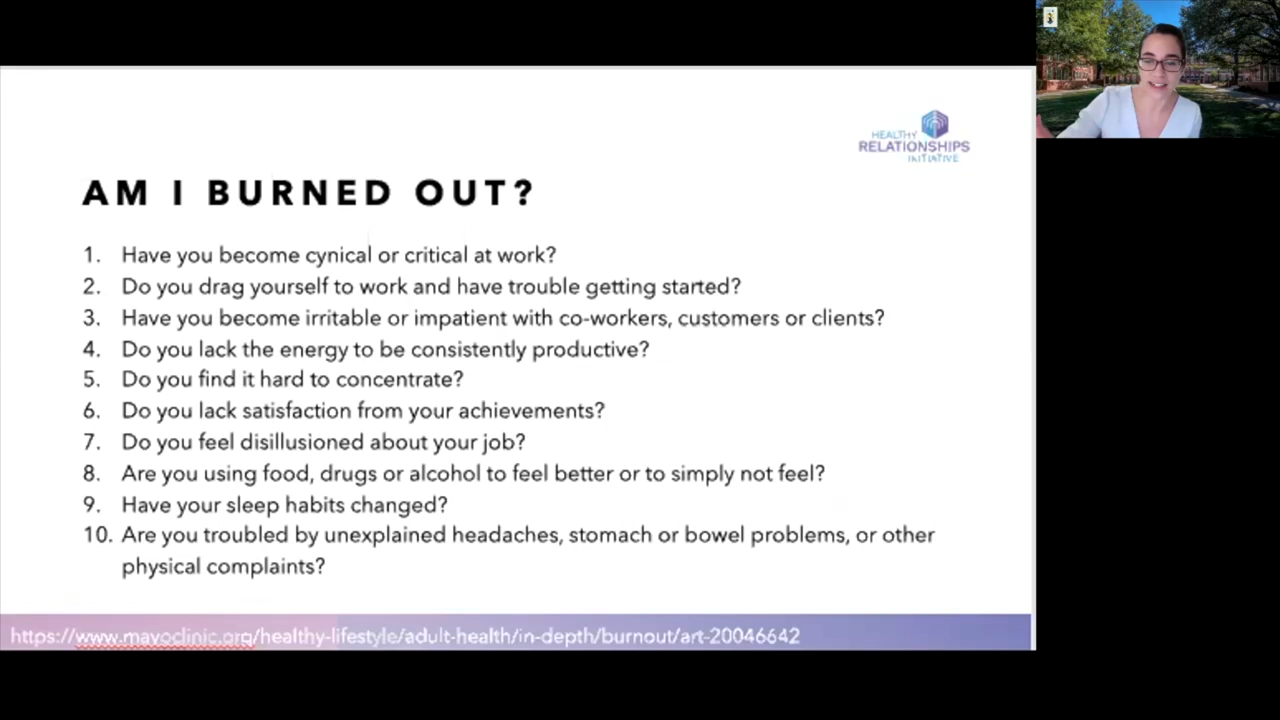 HEALTHY
RELATIONSHIPS
INITIATIVE
AM I BURNED OUT?
1. Have you become cynical or critical at work?
2. Do you drag yourself to work and have trouble getting started?
3. Have you become irritable or impatient with co-workers, customers or clients?
4. Do you lack the energy to be consistently productive?
5. Do you find it hard to concentrate?
6. Do you lack satisfaction from your achievements?
7. Do you feel disillusioned about your job?
8. Are you using food, drugs or alcohol to feel better or to simply not feel?
9. Have your sleep habits changed?
10. Are you troubled by unexplained headaches, stomach or bowel problems, or other
physical complaints?
https://www.mayoclinic.org/healthy-lifestyle/adult-health/in-depth/burnout/art-20046642